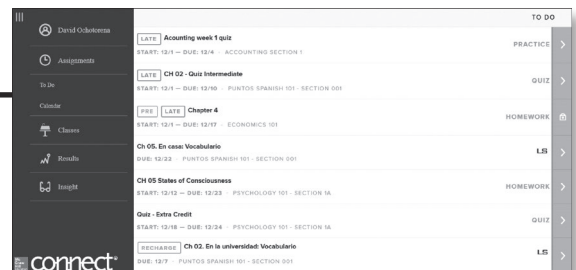 TO DO
David Ochotorena
Assignments
To Do
Calendar
Classes
Results
Insight
connect®
LATE Acounting week 1 quiz
START: 12/1 — DUE: 12/4 · ACCOUNTING SECTION 1
PRACTICE
LATE CH 02 - Quiz Intermediate
START: 12/1 — DUE: 12/10 · PUNTOS SPANISH 101 - SECTION 001
QUIZ
PRE LATE Chapter 4
START: 12/1 — DUE: 12/17 · ECONOMICS 101
HOMEWORK
Ch 05. En casa: Vocabulario
DUE: 12/22 · PUNTOS SPANISH 101 - SECTION 001
LS
CH 05 States of Consciousness
START: 12/12 — DUE: 12/23 · PSYCHOLOGY 101 - SECTION 1A
HOMEWORK
Quiz - Extra Credit
START: 12/18 — DUE: 12/24 · PSYCHOLOGY 101 - SECTION 1A
QUIZ
RECHARGE Ch 02. En la universidad: Vocabulario
DUE: 12/7 · PUNTOS SPANISH 101 - SECTION 001
LS